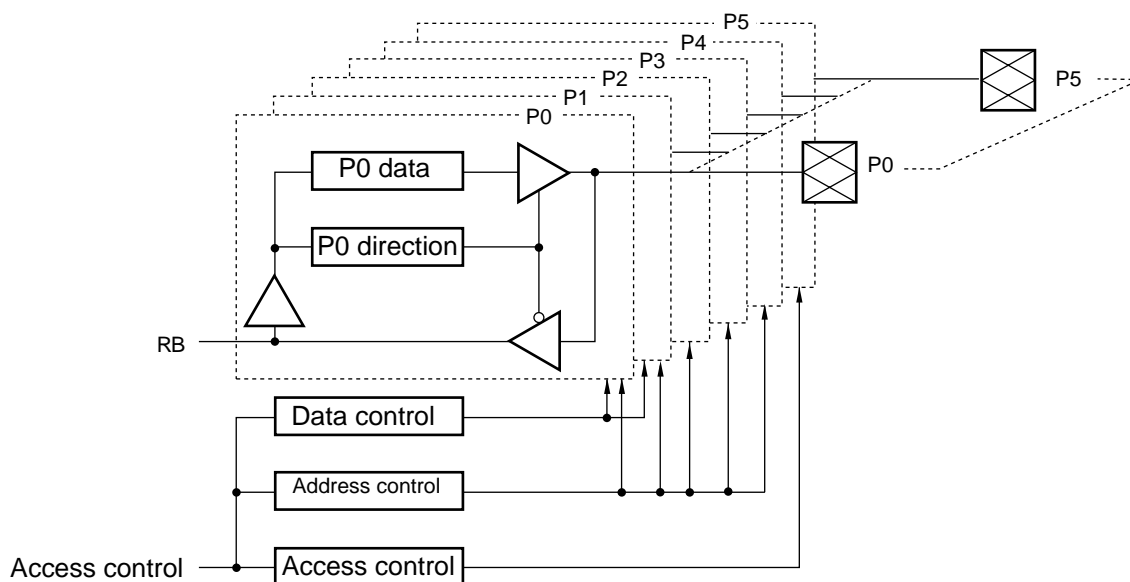 P5
P4
P3
P2
P1
P0
P5
P0 data
P0
P0 direction
RB
Data control
Address control
Access control
Access control